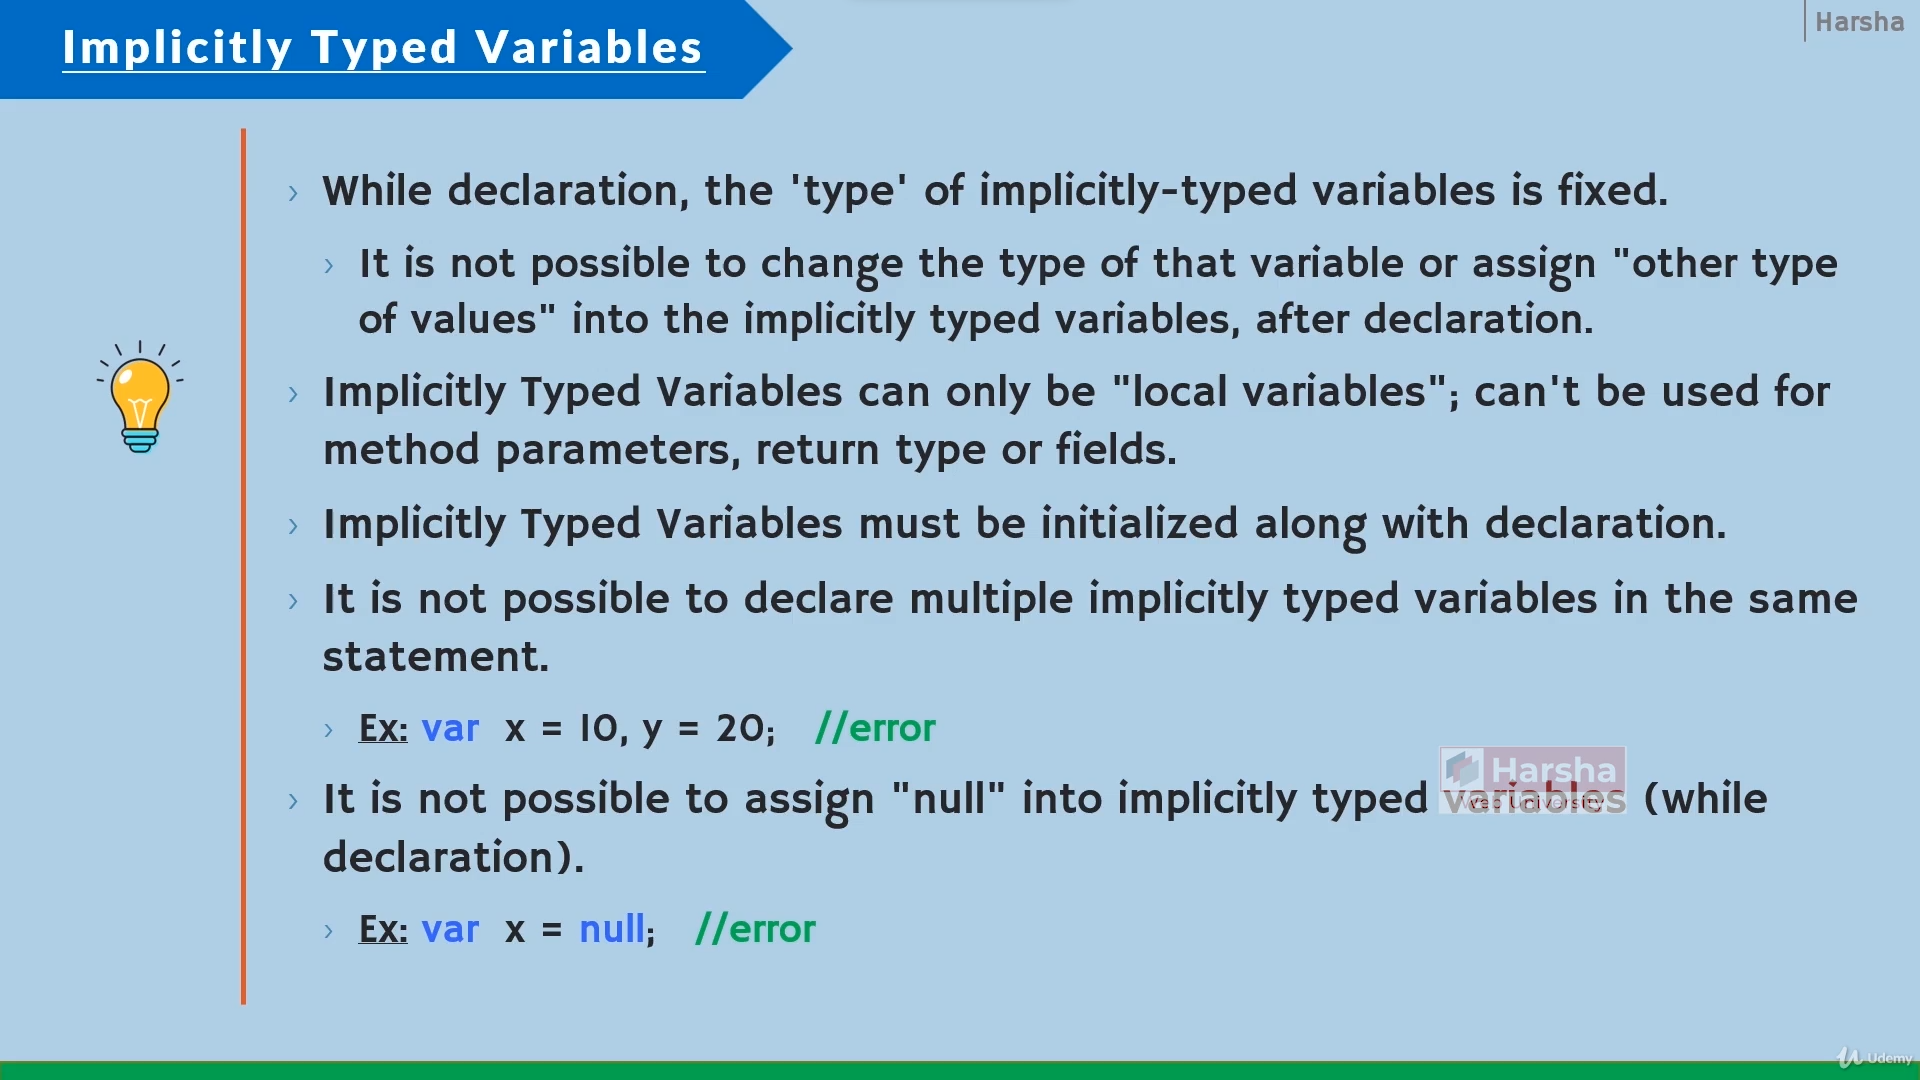 Implicitly Typed Variables
Harsha
› While declaration, the 'type' of implicitly-typed variables is fixed.
› It is not possible to change the type of that variable or assign "other type
of values" into the implicitly typed variables, after declaration.
› Implicitly Typed Variables can only be "local variables"; can't be used for
method parameters, return type or fields.
› Implicitly Typed Variables must be initialized along with declaration.
› It is not possible to declare multiple implicitly typed variables in the same
statement.
› Ex: var x = 10, y = 20; //error
Harsha
Web University
› It is not possible to assign "null" into implicitly typed variables (while
declaration).
› Ex: var x = null; //error
Udemy